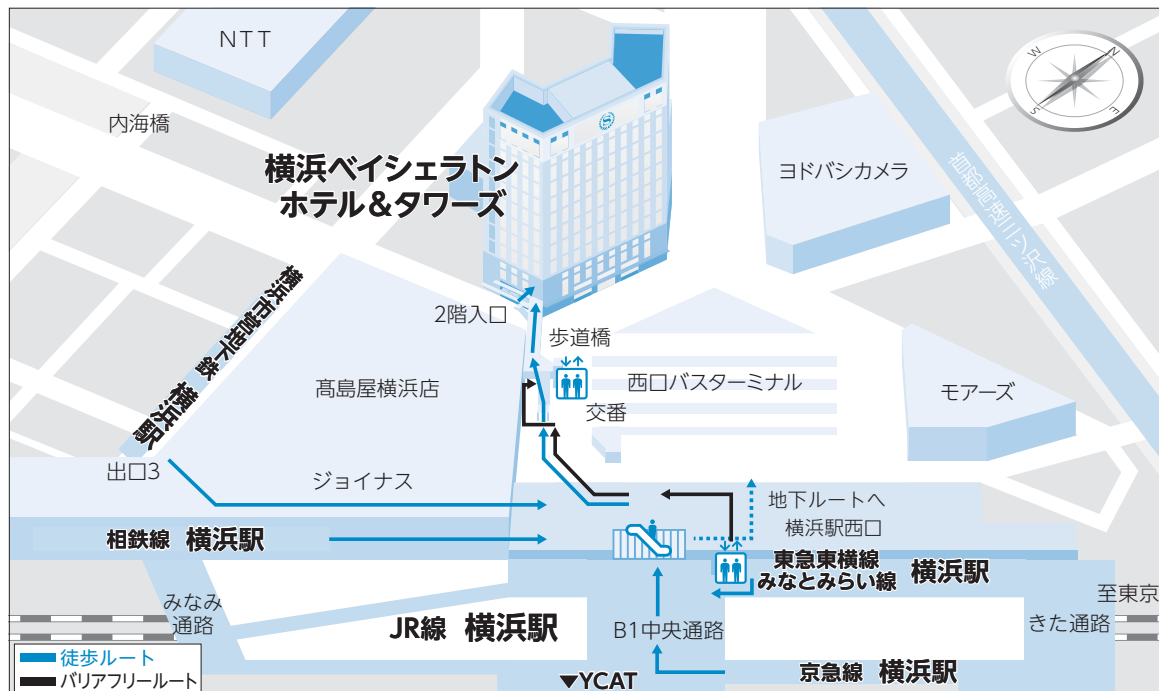 NTT
内海橋
横浜ベイシェラトン
ホテル&タワーズ
ヨドバシカメラ
首都高速三ツ沢線
N
W
S
E
横浜市営地下鉄 横浜駅
2階入口
歩道橋
髙島屋横浜店
西口バスターミナル
モアーズ
交番
出口3
ジョイナス
地下ルートへ
横浜駅西口
相鉄線 横浜駅
東急東横線
みなとみらい線 横浜駅
みなみ
通路
JR線 横浜駅
B1中央通路
至東京
きた通路
京急線 横浜駅
▼YCAT
徒歩ルート
バリアフリールート